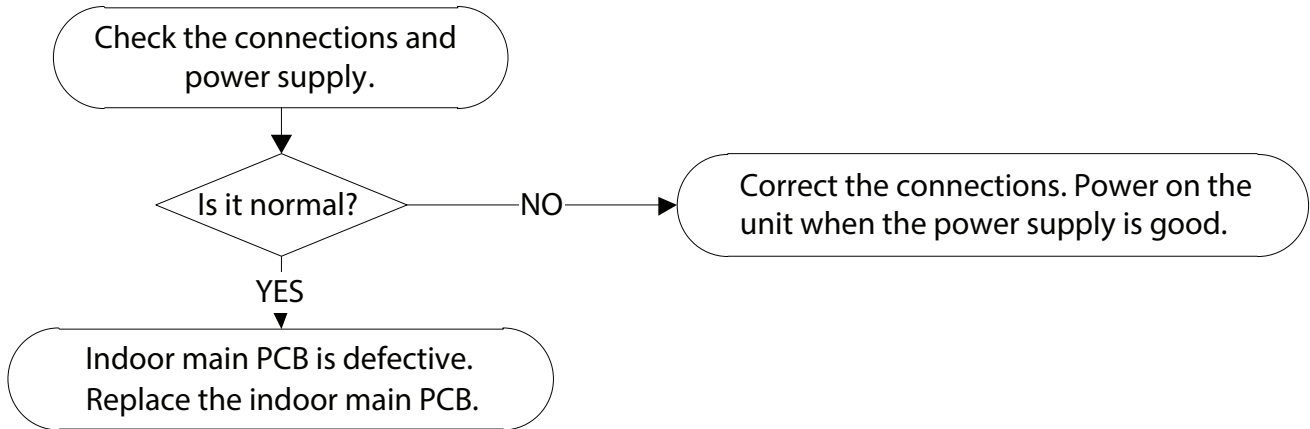 Check the connections and
power supply.
Is it normal?
NO
Correct the connections. Power on the
unit when the power supply is good.
YES
Indoor main PCB is defective.
Replace the indoor main PCB.